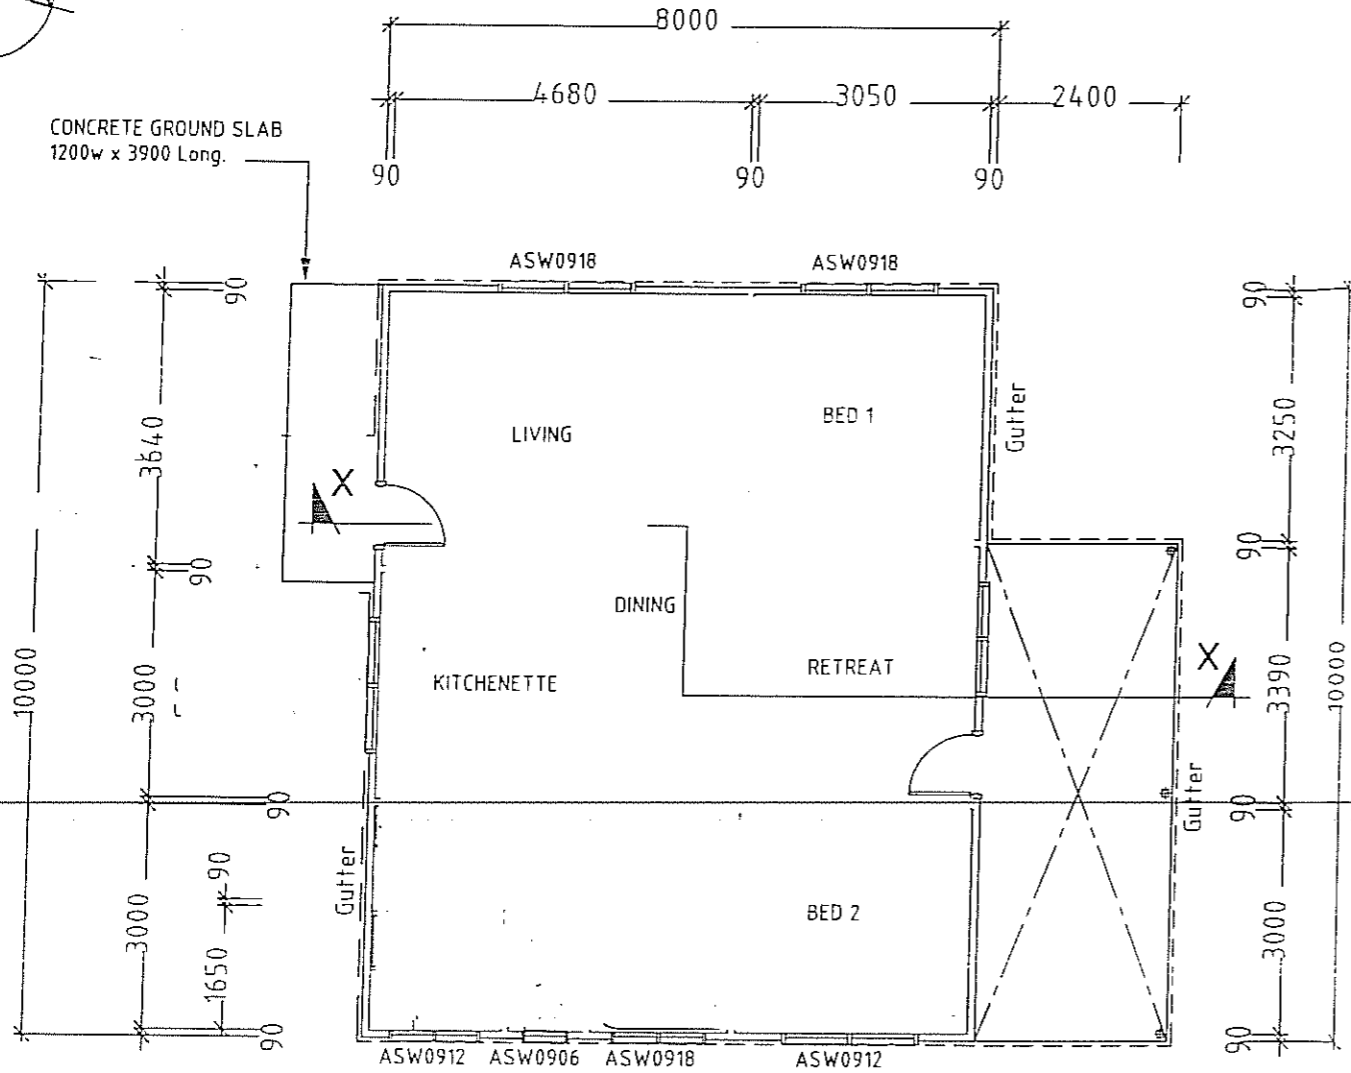 8000
4680
3050
2400
CONCRETE GROUND SLAB
1200w x 3900 Long.
90
90
90
ASW0918
ASW0918
90
90
Gutter
3250
3640
LIVING
BED 1
X
90
90
DINING
X
RETREAT
KITCHENETTE
10000
3000
3390
10000
90
Gutter
90
Gutter
90
3000
1650
BED 2
3000
90
90
ASW0912
ASW0906
ASW0918
ASW0912